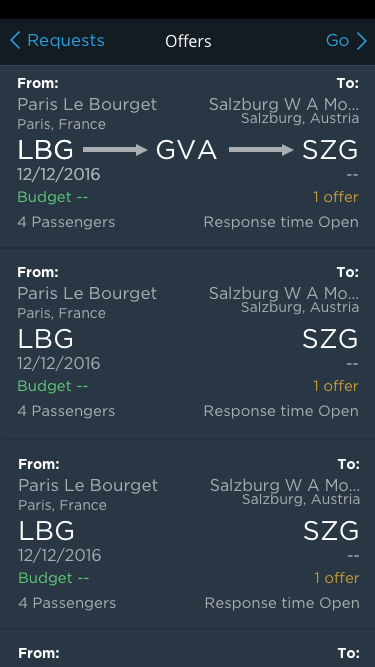 Requests Offers Go
From: To:
Paris Le Bourget Salzburg W A Mo...
Paris, France Salzburg, Austria
LBG GVA SZG
12/12/2016 --
Budget -- 1 offer
4 Passengers Response time Open
From: To:
Paris Le Bourget Salzburg W A Mo...
Paris, France Salzburg, Austria
LBG SZG
12/12/2016 --
Budget -- 1 offer
4 Passengers Response time Open
From: To:
Paris Le Bourget Salzburg W A Mo...
Paris, France Salzburg, Austria
LBG SZG
12/12/2016 --
Budget -- 1 offer
4 Passengers Response time Open
From: To: